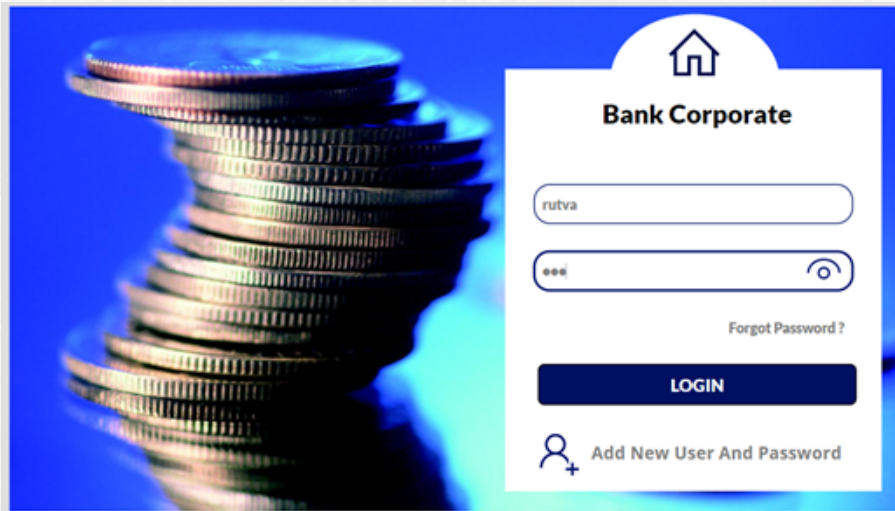 Bank Corporate
rutva
•••
Forgot Password ?
LOGIN
Add New User And Password